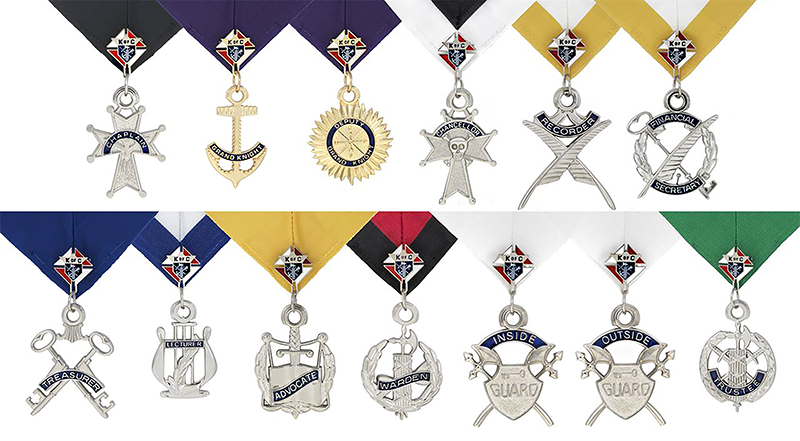 K of C
K of C
K of C
K of C
K of C
K of C
CHAPLAIN
GRAND KNIGHT
DEPUTY
GRAND KNIGHT
CHANCELLOR
RECORDER
FINANCIAL
SECRETARY
K of C
K of C
K of C
K of C
K of C
K of C
K of C
TREASURER
LECTURER
ADVOCATE
WARDEN
INSIDE
GUARD
OUTSIDE
GUARD
TRUSTEE